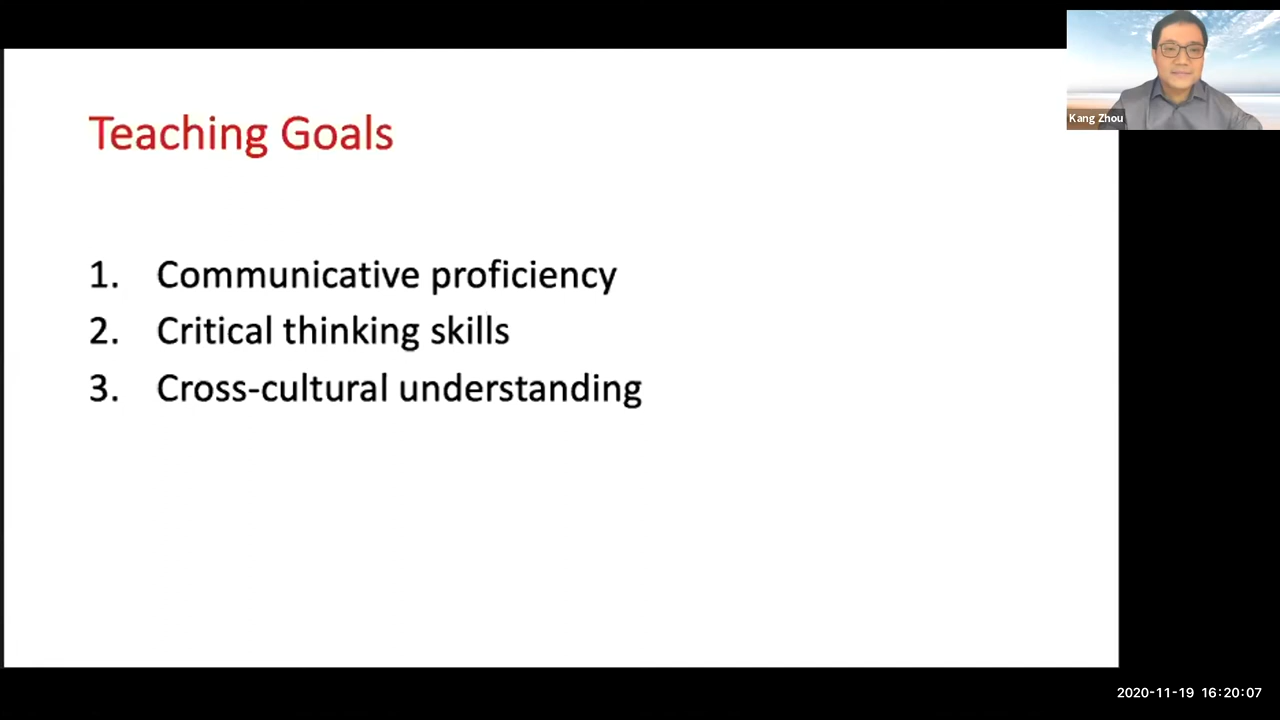 Teaching Goals
1. Communicative proficiency
2. Critical thinking skills
3. Cross-cultural understanding
Kang Zhou
2020-11-19 16:20:07